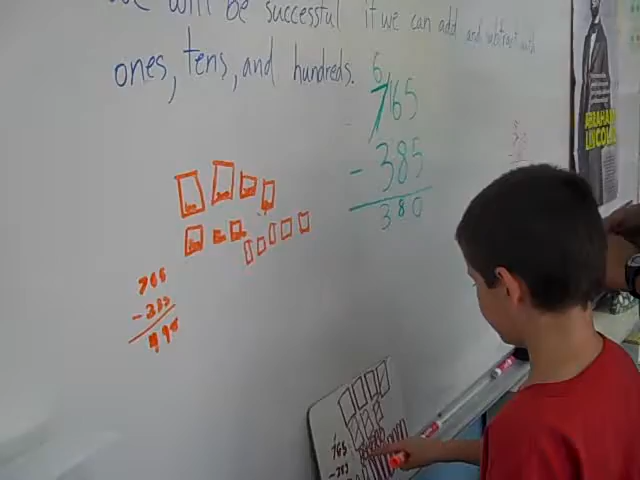 We will be successful if we can add and subtract with
ones, tens, and hundreds.
6
765
- 385
380
ABRAHAM
LINCOLN
765
- 385